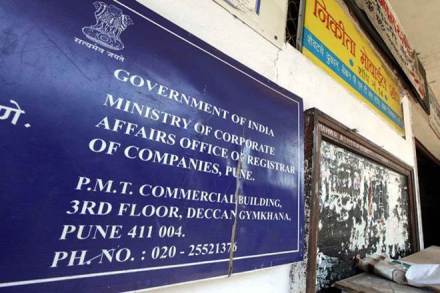 सत्यमेव जयते
GOVERNMENT OF INDIA
MINISTRY OF CORPORATE
AFFAIRS OFFICE OF REGISTRAR
OF COMPANIES, PUNE.
P.M.T. COMMERCIAL BUILDING,
3RD FLOOR, DECCAN GYMKHANA.
PUNE 411 004.
PH. NO. : 020 - 25521376
णे.
निकीता